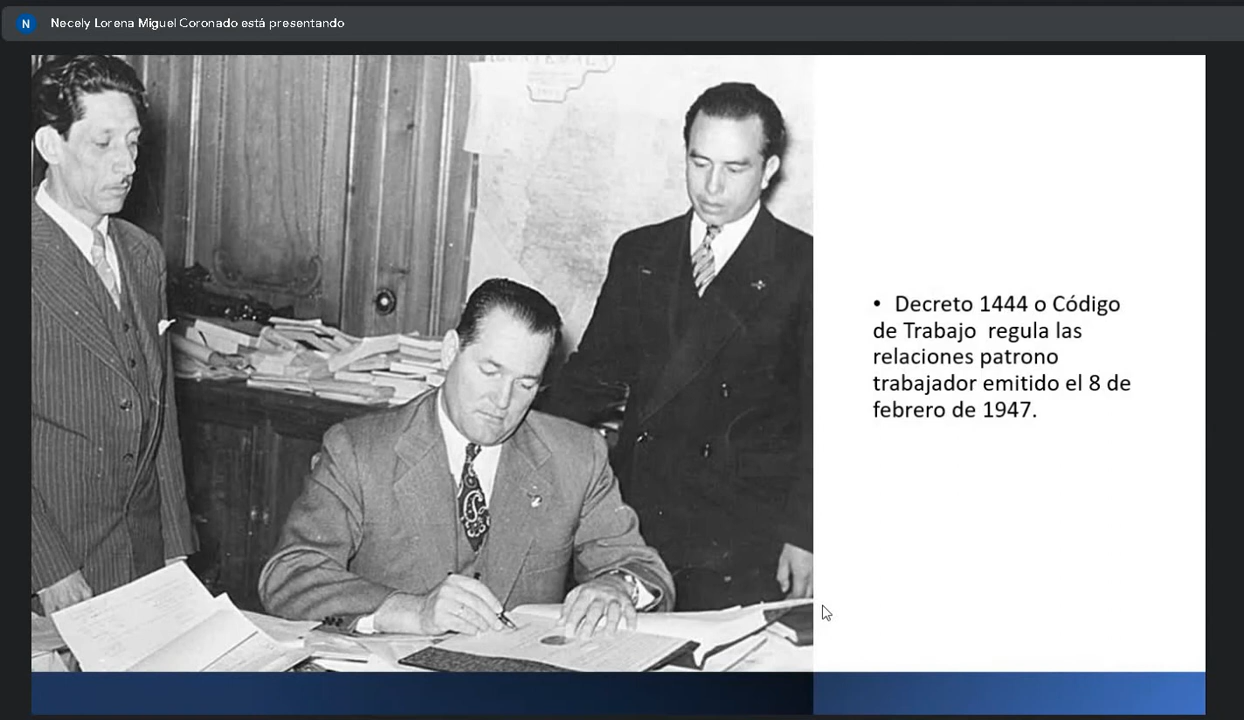 N
Necely Lorena Miguel Coronado está presentando
• Decreto 1444 o Código
de Trabajo regula las
relaciones patrono
trabajador emitido el 8 de
febrero de 1947.